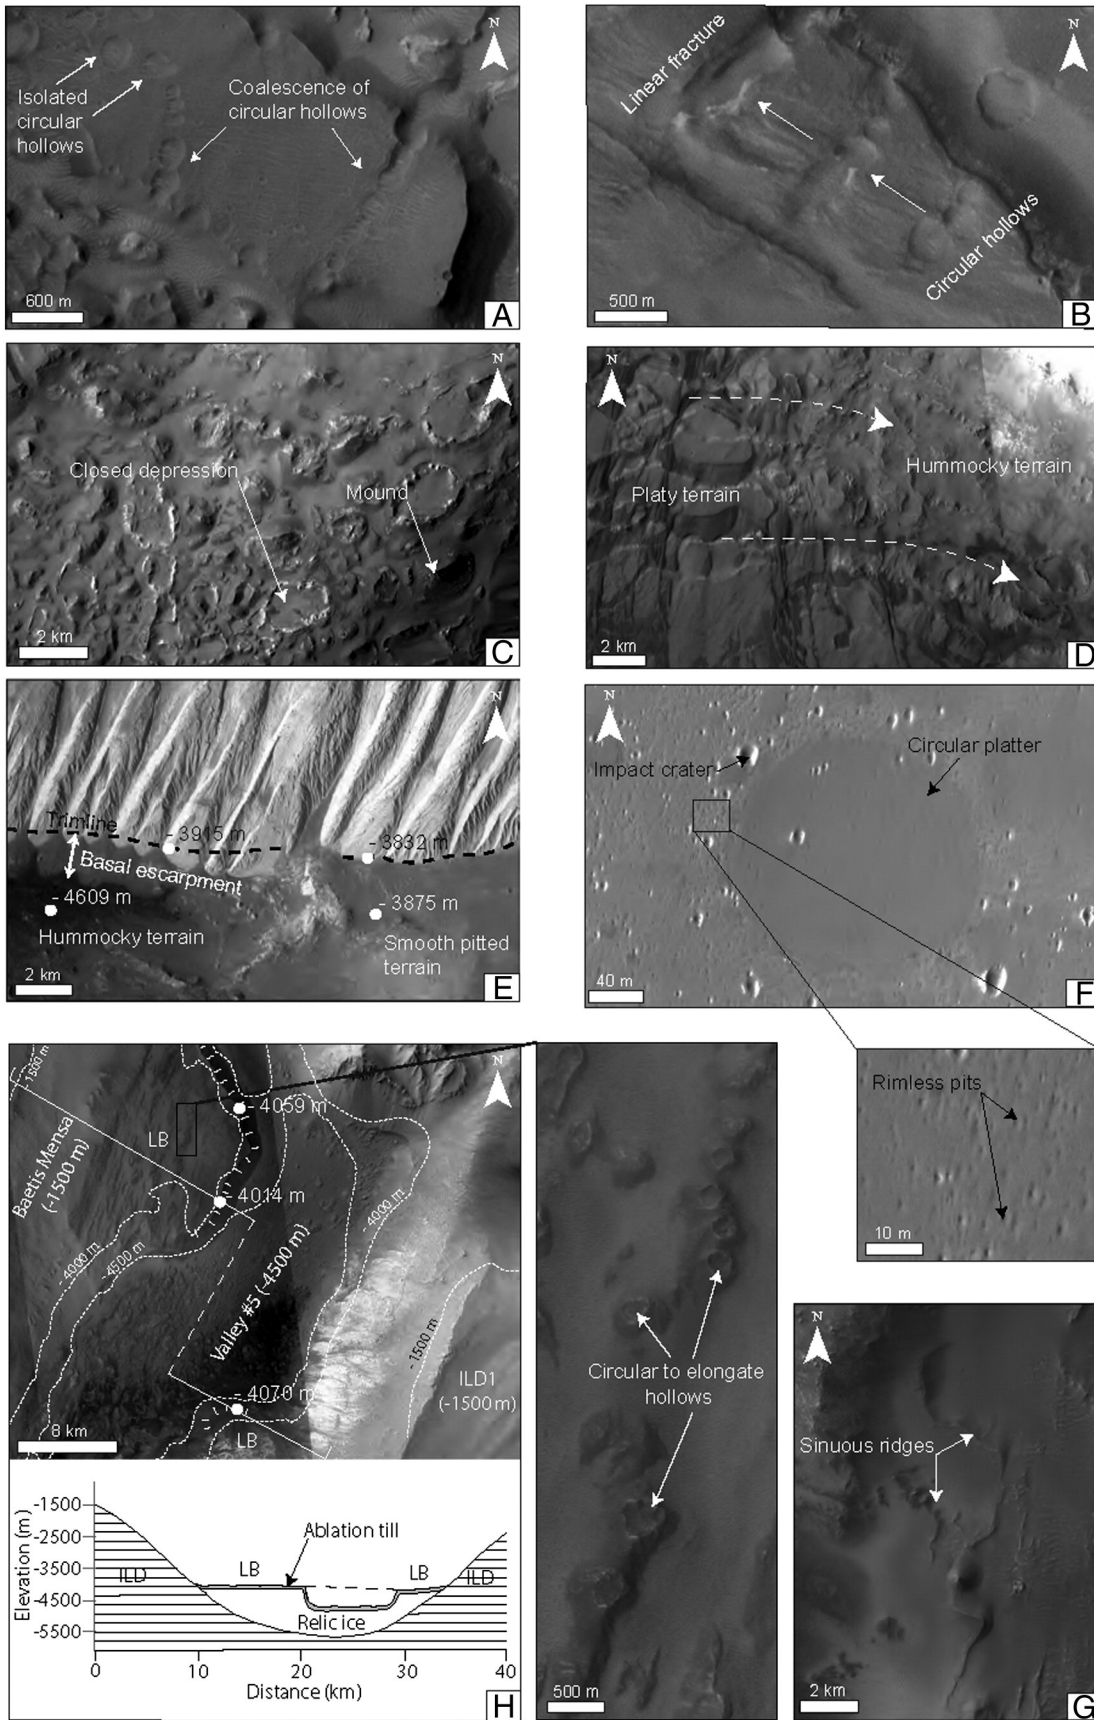 N
Isolated
circular
hollows
Coalescence of
circular hollows
600 m
A
N
Linear fracture
Circular hollows
500 m
B
N
Closed depression
Mound
2 km
C
N
Hummocky terrain
Platy terrain
2 km
D
N
Trimline
- 3915 m
- 3832 m
Basal escarpment
- 4609 m
- 3875 m
Hummocky terrain
Smooth pitted
terrain
2 km
E
N
Circular platter
Impact crater
40 m
F
Rimless pits
10 m
N
-1500 m
- 4059 m
LB
Baetis Mensa
(-1500 m)
- 4014 m
- 4000 m
- 4000 m
- 4500 m
Valley #5 (-4500 m)
-1500 m
ILD1
(-1500 m)
- 4070 m
LB
8 km
Elevation (m)
-1500
-2500
-3500
-4500
-5500
Ablation till
LB
LB
ILD
ILD
Relic ice
0
10
20
30
40
Distance (km)
H
Circular to elongate
hollows
500 m
N
Sinuous ridges
2 km
G